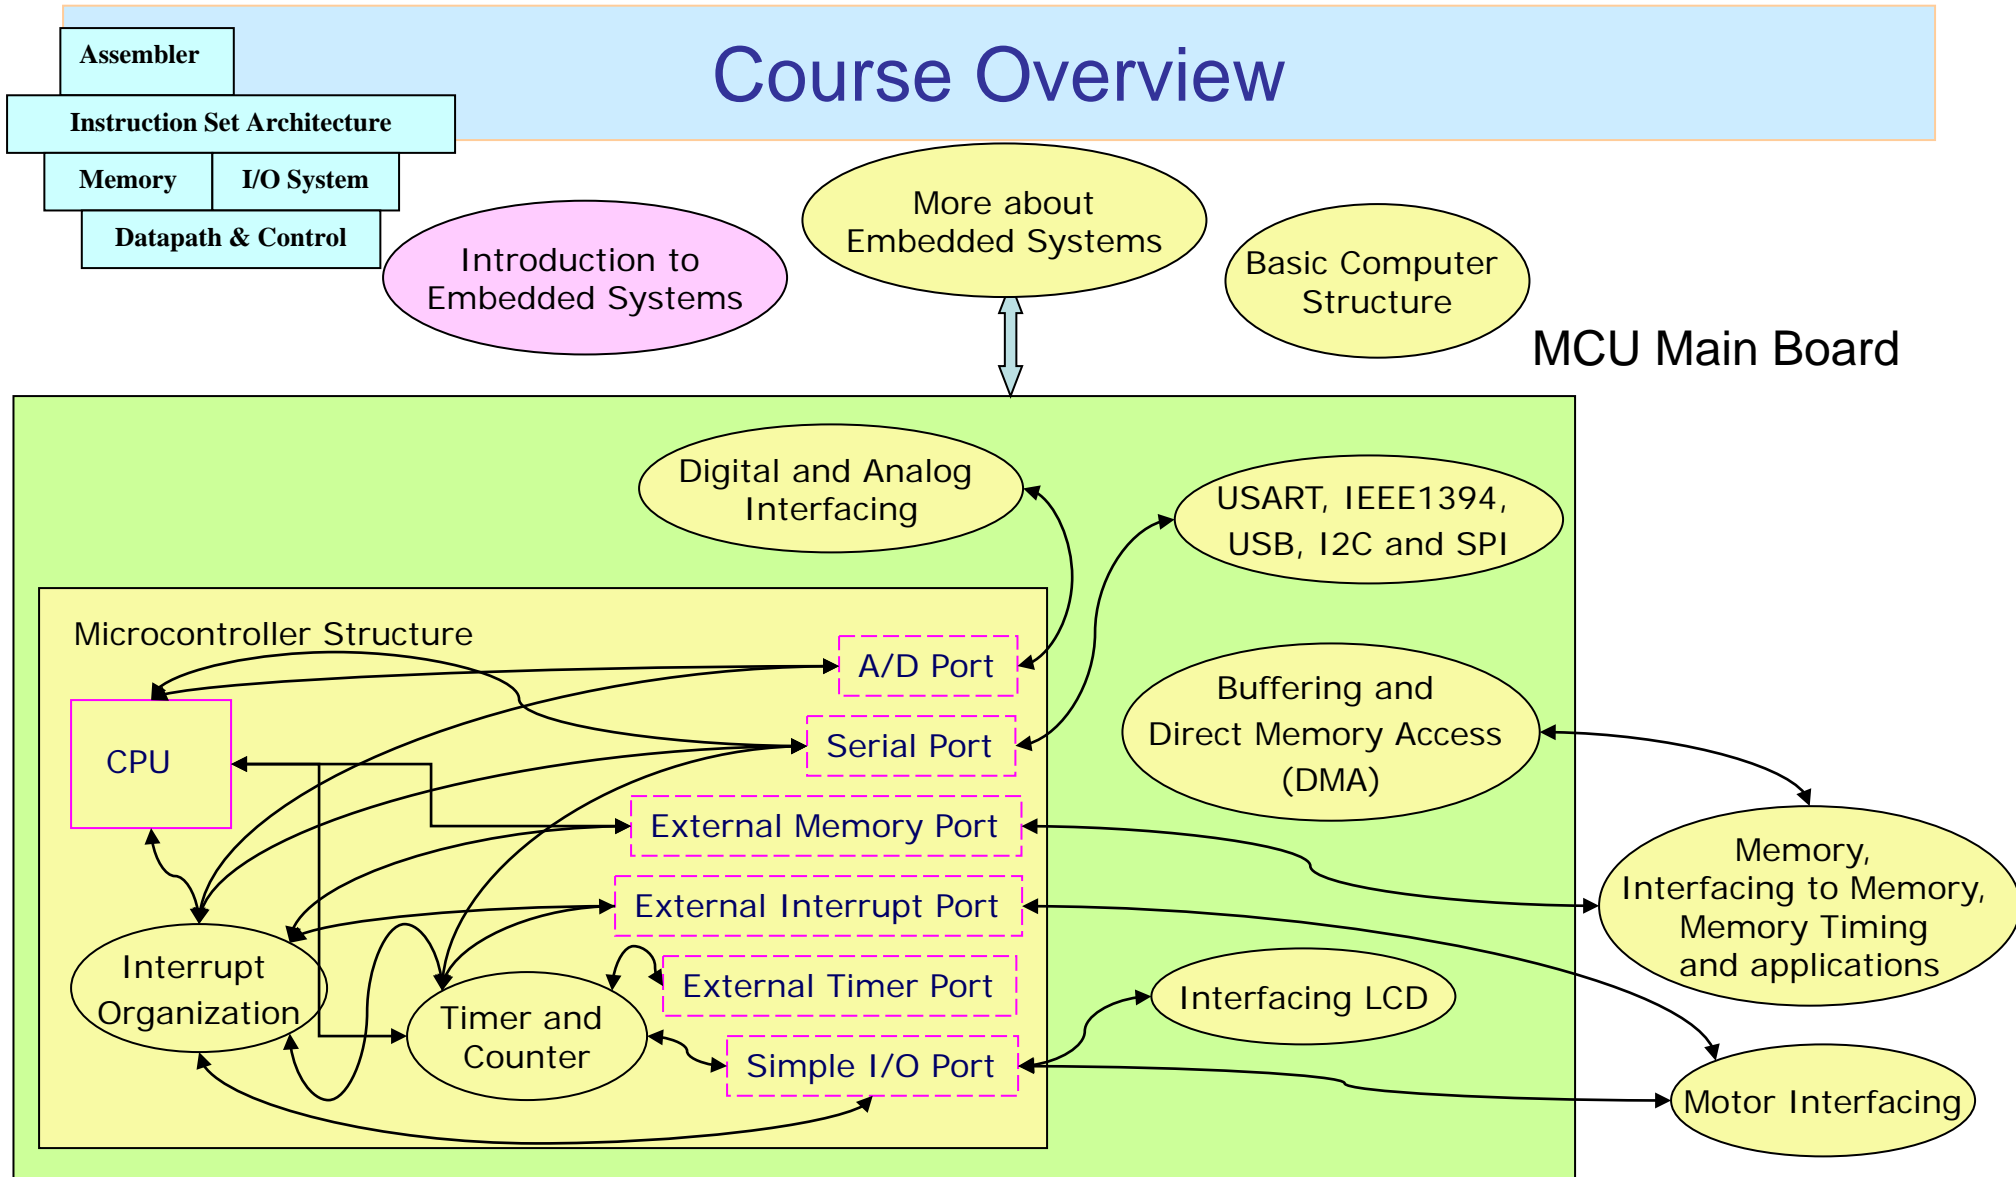 Course Overview
Assembler
Instruction Set Architecture
Memory
I/O System
Datapath & Control
Introduction to
Embedded Systems
More about
Embedded Systems
Basic Computer
Structure
MCU Main Board
Digital and Analog
Interfacing
USART, IEEE1394,
USB, I2C and SPI
Microcontroller Structure
A/D Port
CPU
Serial Port
External Memory Port
External Interrupt Port
External Timer Port
Simple I/O Port
Interrupt
Organization
Timer and
Counter
Buffering and
Direct Memory Access
(DMA)
Memory,
Interfacing to Memory,
Memory Timing
and applications
Interfacing LCD
Motor Interfacing